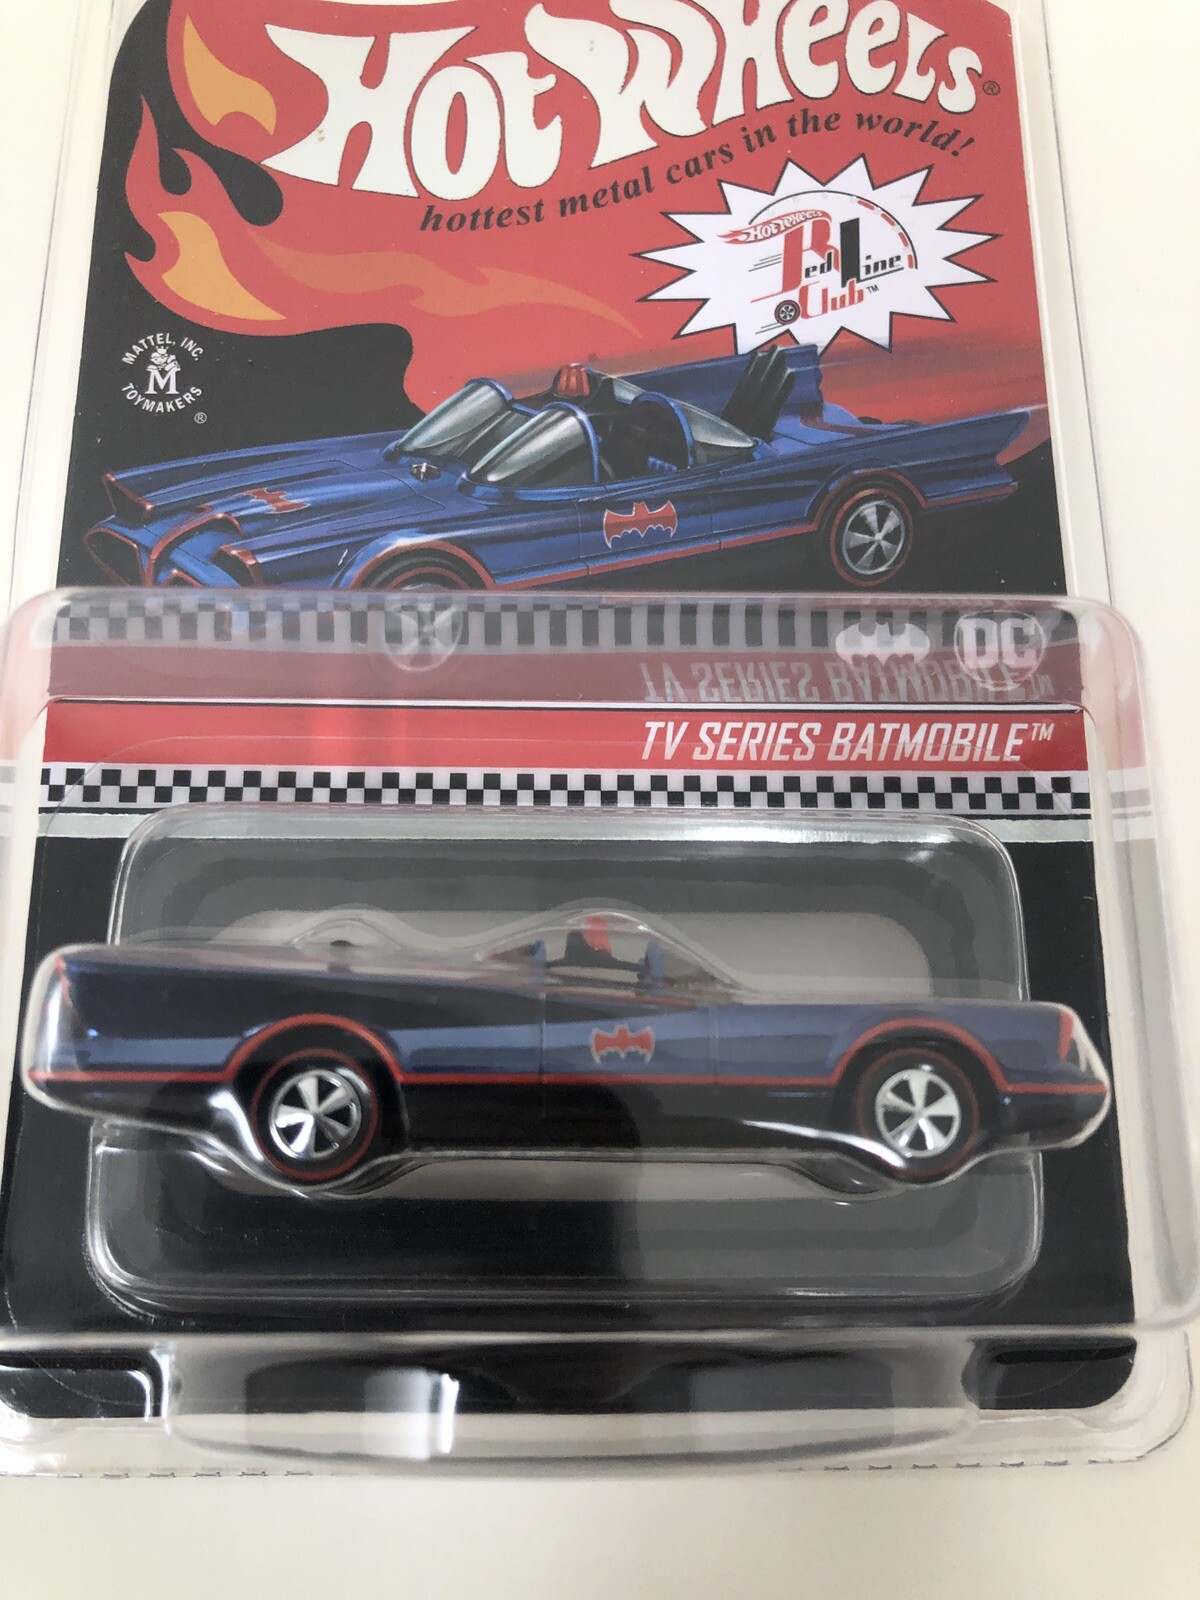 Hot Wheels®
hottest metal cars in the world!
Hot Wheels
Red Line
Club™
MATTEL, INC.
M
TOYMAKERS
®
DC
TV SERIES BATMOBILE™